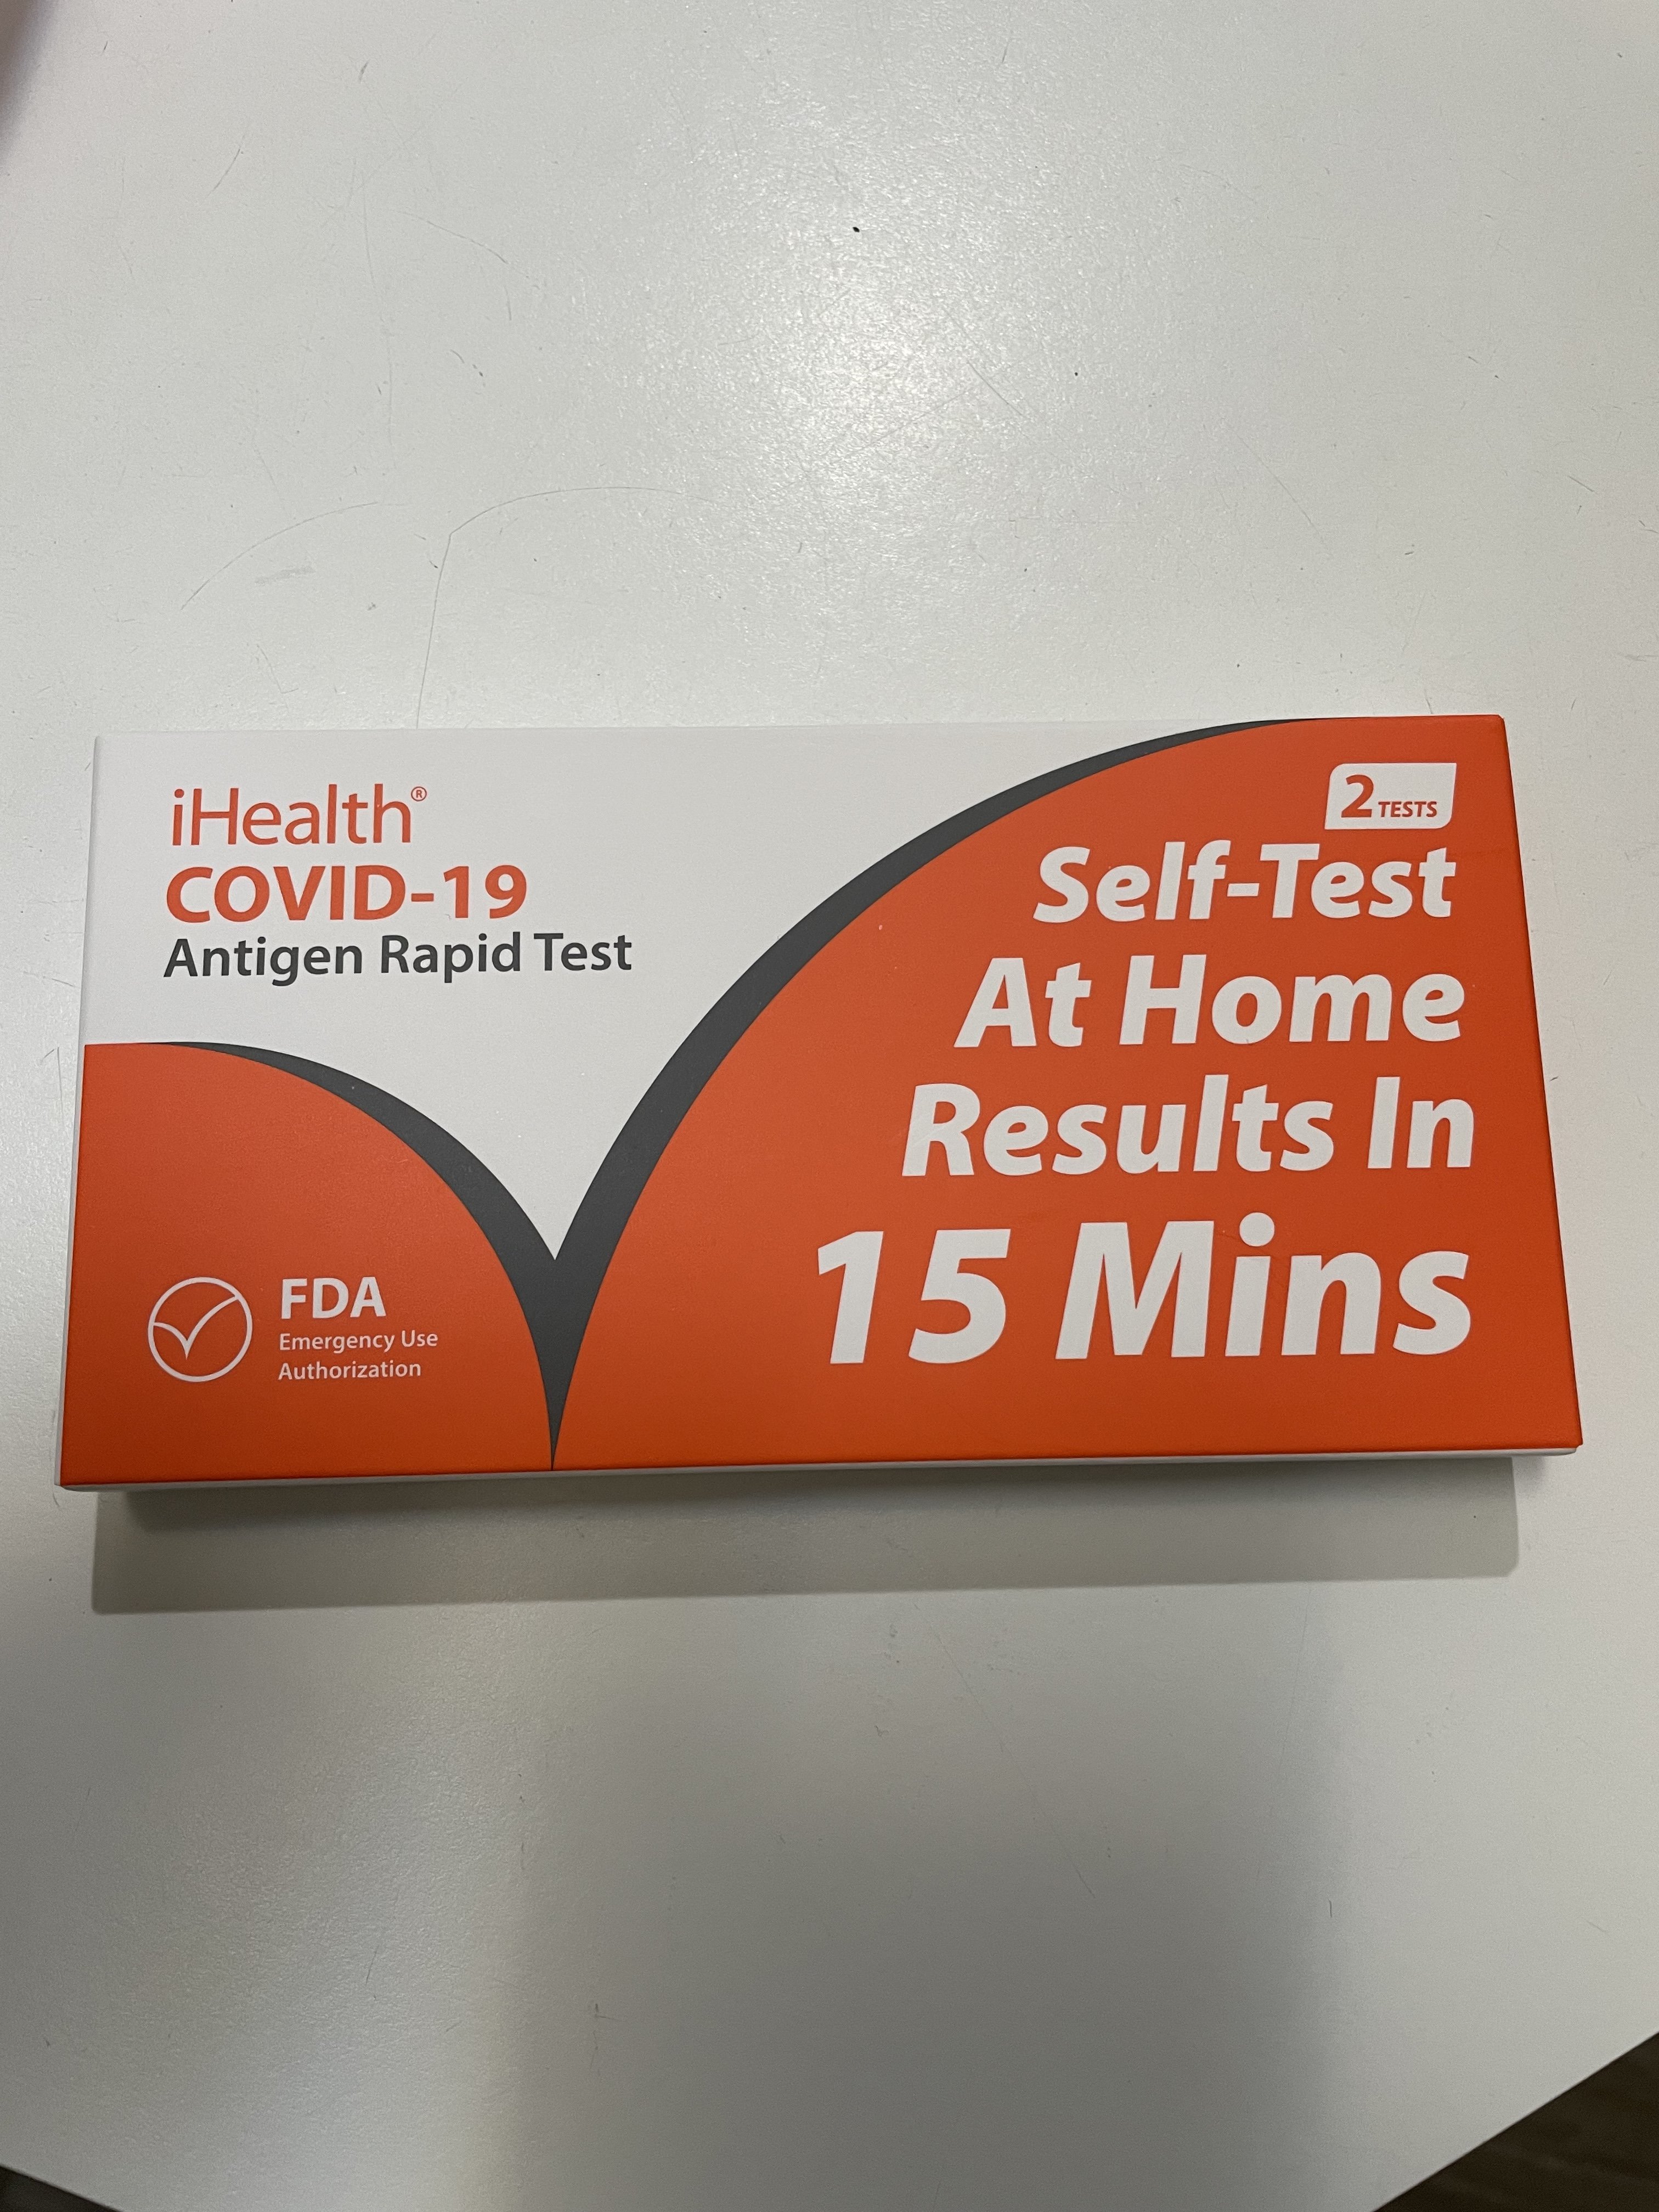 iHealth®
COVID-19
Antigen Rapid Test
2 TESTS
Self-Test
At Home
Results In
15 Mins
FDA
Emergency Use
Authorization